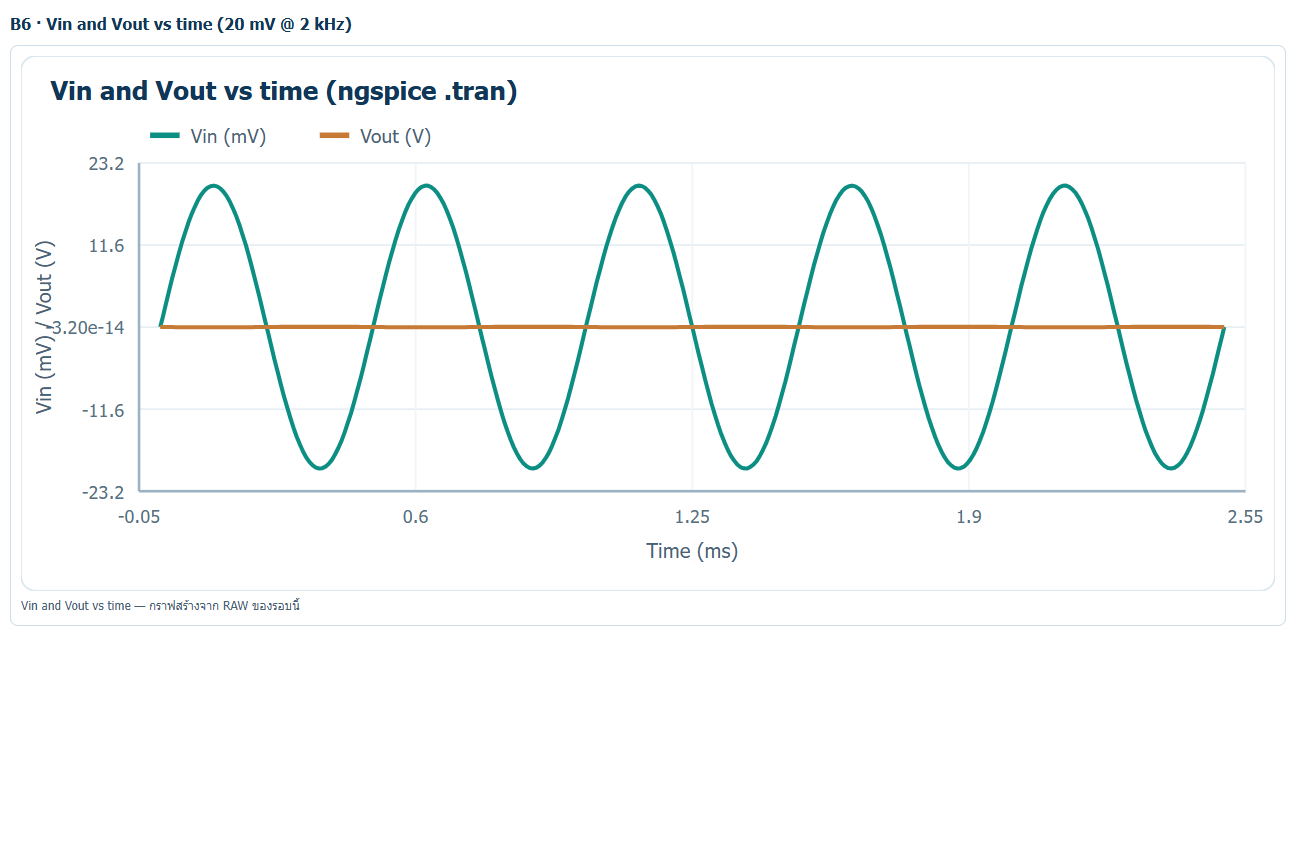 B6 · Vin and Vout vs time (20 mV @ 2 kHz)
Vin and Vout vs time (ngspice .tran)
Vin (mV)
Vout (V)
Vin (mV) / Vout (V)
23.2
11.6
-3.20e-14
-11.6
-23.2
-0.05
0.6
1.25
1.9
2.55
Time (ms)
Vin and Vout vs time — กราฟสร้างจาก RAW ของรอบนี้